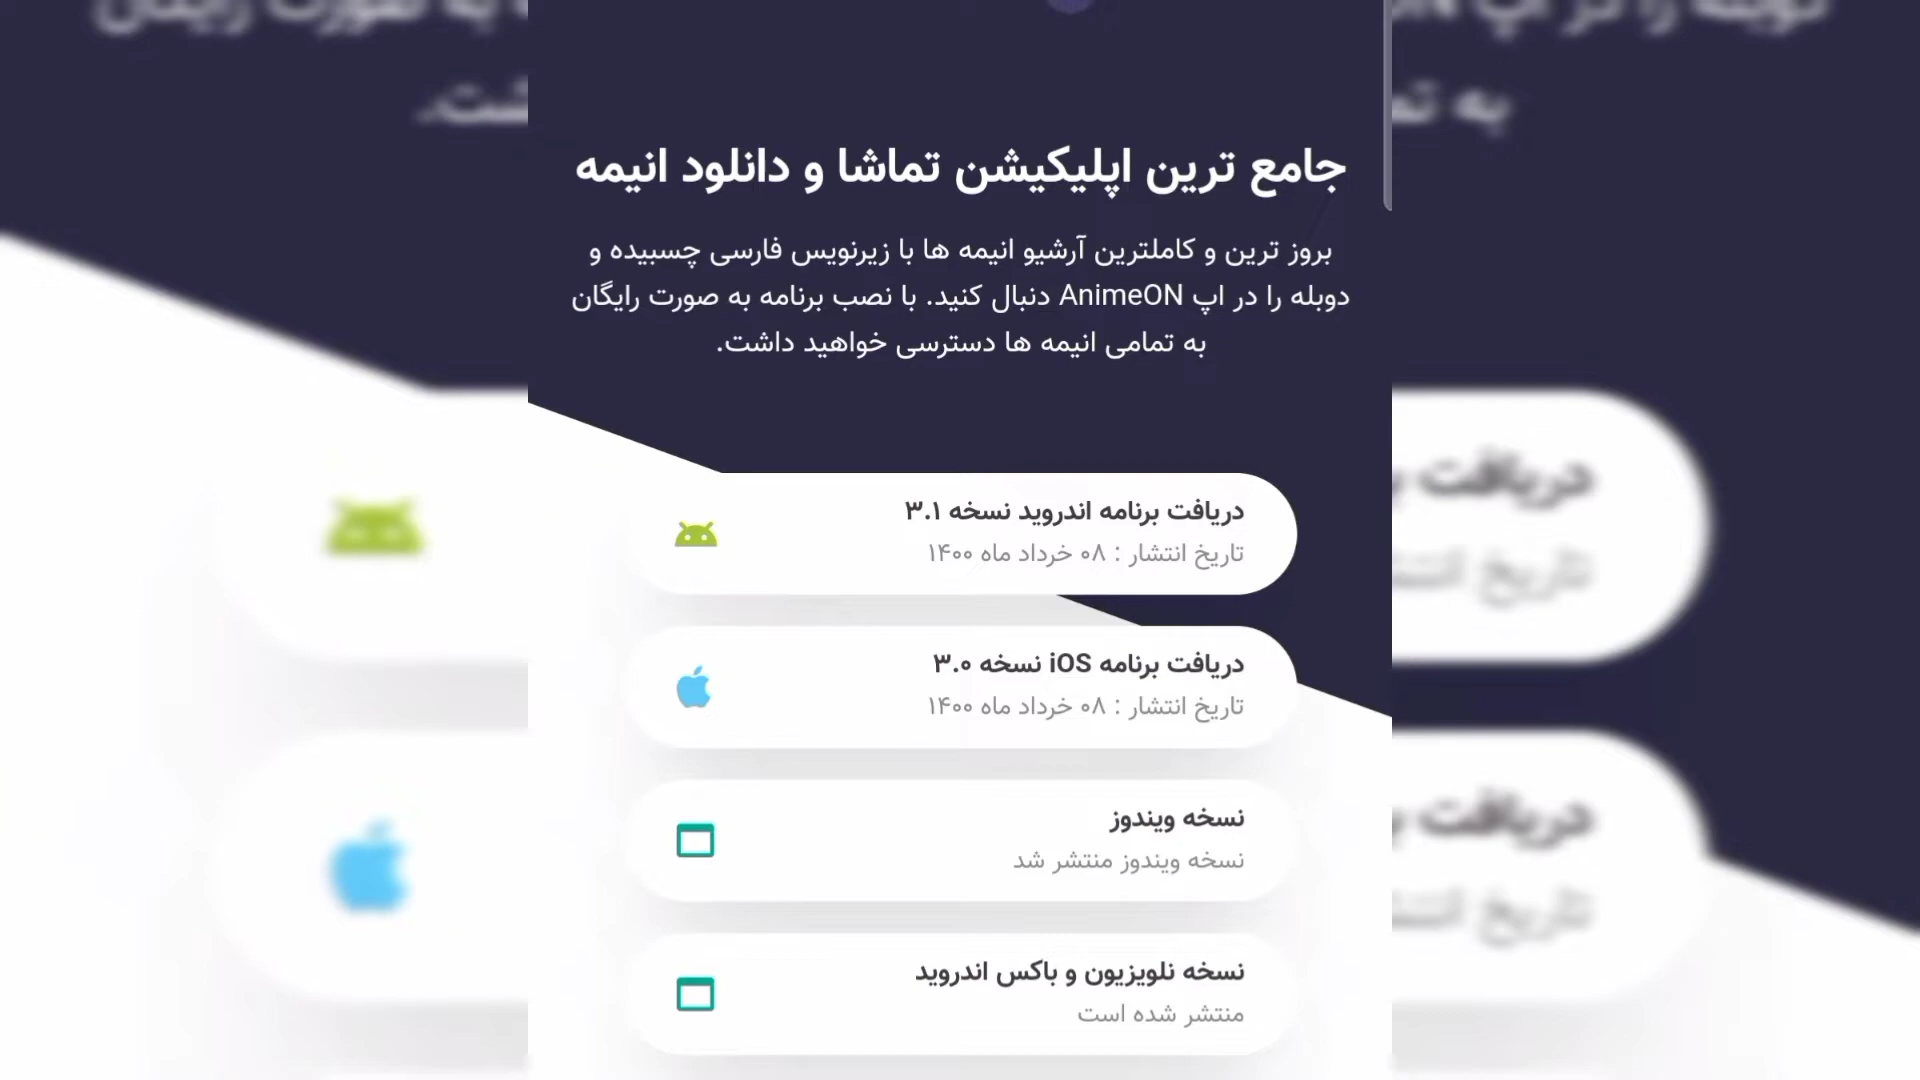 جامع ترین اپلیکیشن تماشا و دانلود انیمه
بروز ترین و کاملترین آرشیو انیمه ها با زیرنویس فارسی چسبیده و
دوبله را در اپ AnimeON دنبال کنید. با نصب برنامه به صورت رایگان
به تمامی انیمه ها دسترسی خواهید داشت.
دریافت برنامه اندروید نسخه ۳.۱
تاریخ انتشار : ۰۸ خرداد ماه ۱۴۰۰
دریافت برنامه iOS نسخه ۳.۰
تاریخ انتشار : ۰۸ خرداد ماه ۱۴۰۰
نسخه ویندوز
نسخه ویندوز منتشر شد
نسخه نلویزیون و باکس اندروید
منتشر شده است